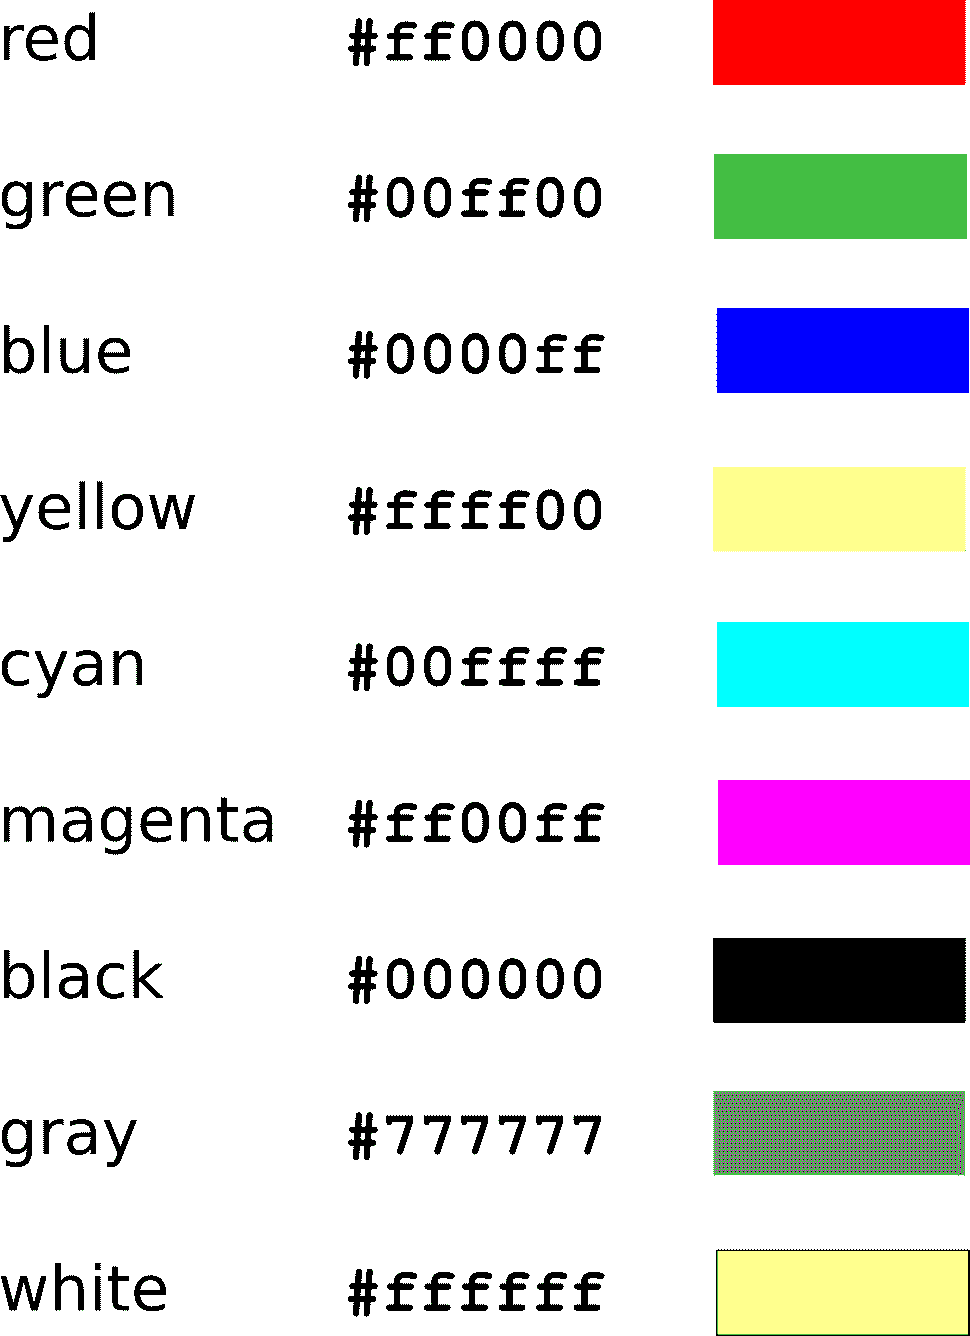 red #ff0000
green #00ff00
blue #0000ff
yellow #ffff00
cyan #00ffff
magenta #ff00ff
black #000000
gray #777777
white #ffffff